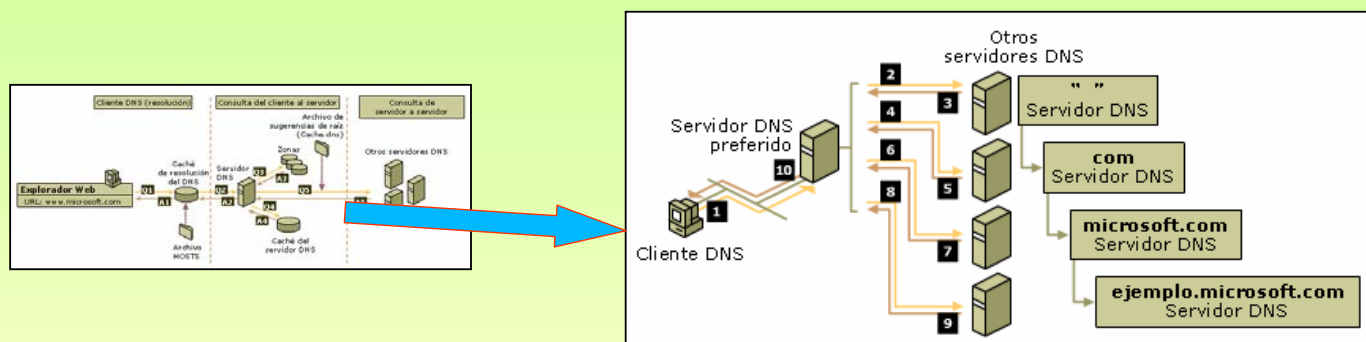 Cliente DNS (resolución)
Consulta del cliente al servidor
Consulta de
servidor a servidor
Archivo de
sugerencias de raíz
(Cache.dns)
Zonas
Otros servidores DNS
Caché
de resolución
del DNS
Servidor
DNS
Q3
A3
Explorador Web
URL: www.microsoft.com
Q1
A1
Q2
A2
Q5
Q4
A4
Archivo
HOSTS
Caché del
servidor DNS
Otros
servidores DNS
2
3
" "
Servidor DNS
Servidor DNS
preferido
4
5
com
Servidor DNS
10
6
7
microsoft.com
Servidor DNS
1
Cliente DNS
8
9
ejemplo.microsoft.com
Servidor DNS